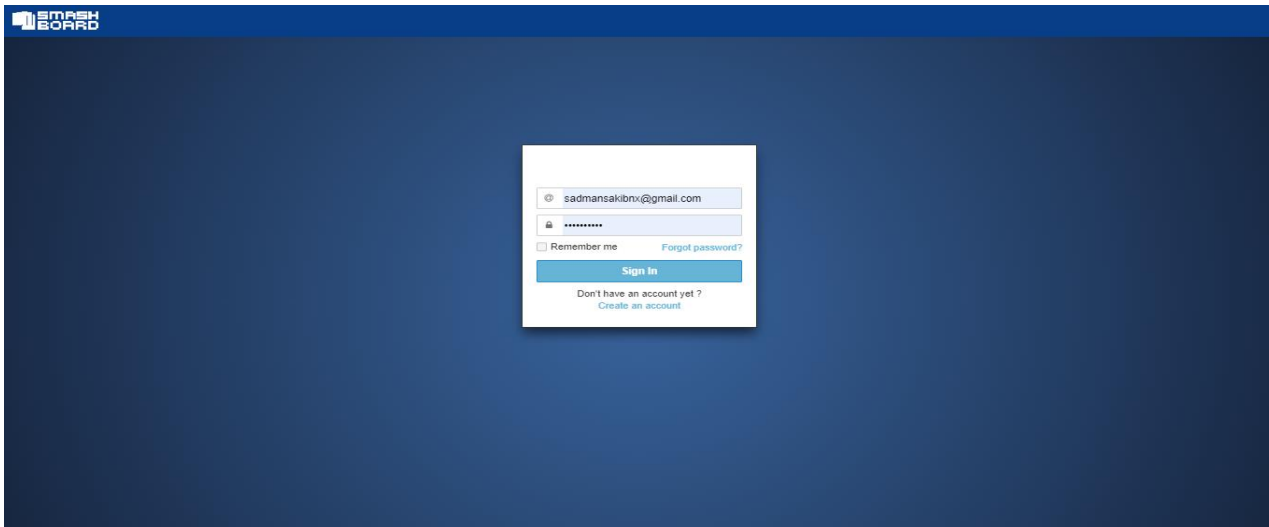 SMASH
BOARD
@ sadmansakibnx@gmail.com
••••••••••
Remember me Forgot password?
Sign In
Don't have an account yet ?
Create an account